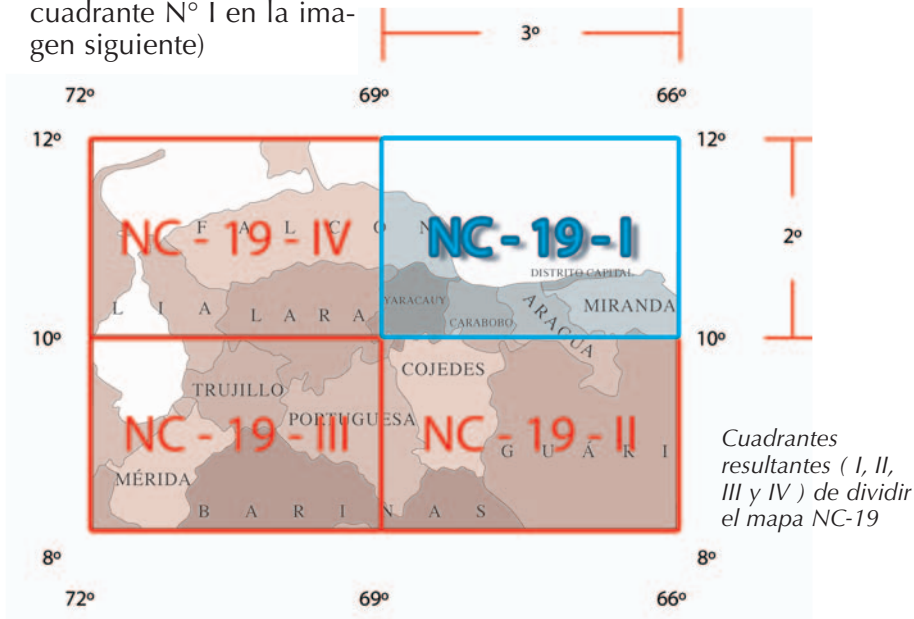 cuadrante N° I en la ima-
gen siguiente)
3º
72º 69º 66º
12º 12º
F A L C O N
NC - 19 - IV NC - 19 - I
2º
DISTRITO CAPITAL
L I A L A R A YARACAUY CARABOBO ARAGUA MIRANDA
10º 10º
COJEDES
TRUJILLO
PORTUGUESA
NC - 19 - III NC - 19 - II
G U Á R I
MÉRIDA
B A R I N A S
Cuadrantes
resultantes ( I, II,
III y IV ) de dividir
el mapa NC-19
8º 8º
72º 69º 66º